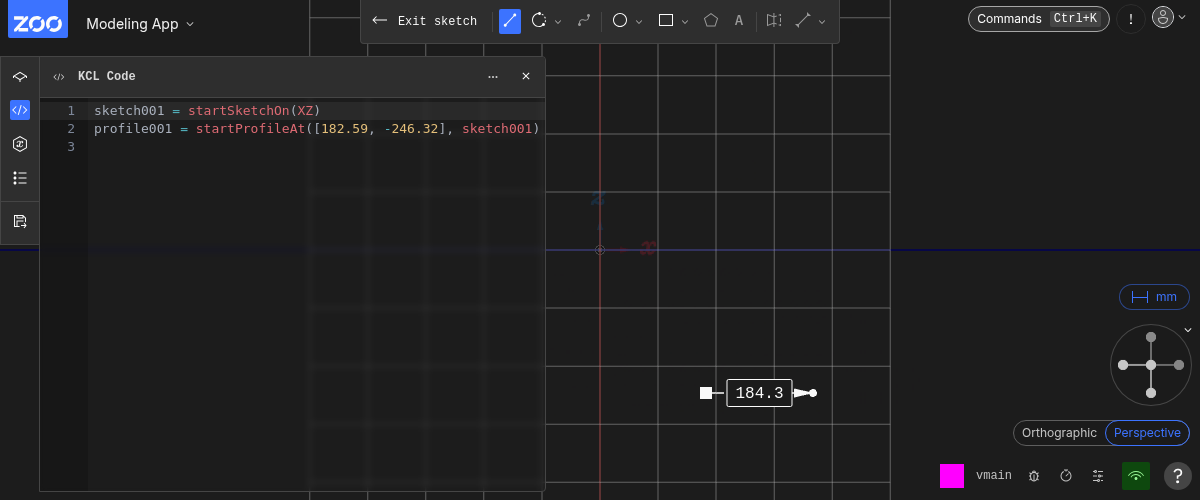 ZOO
Modeling App
Exit sketch
A
Commands Ctrl+K
!
KCL Code
1 sketch001 = startSketchOn(XZ)
2 profile001 = startProfileAt([182.59, -246.32], sketch001)
3
z
x
mm
184.3
Orthographic Perspective
vmain
?